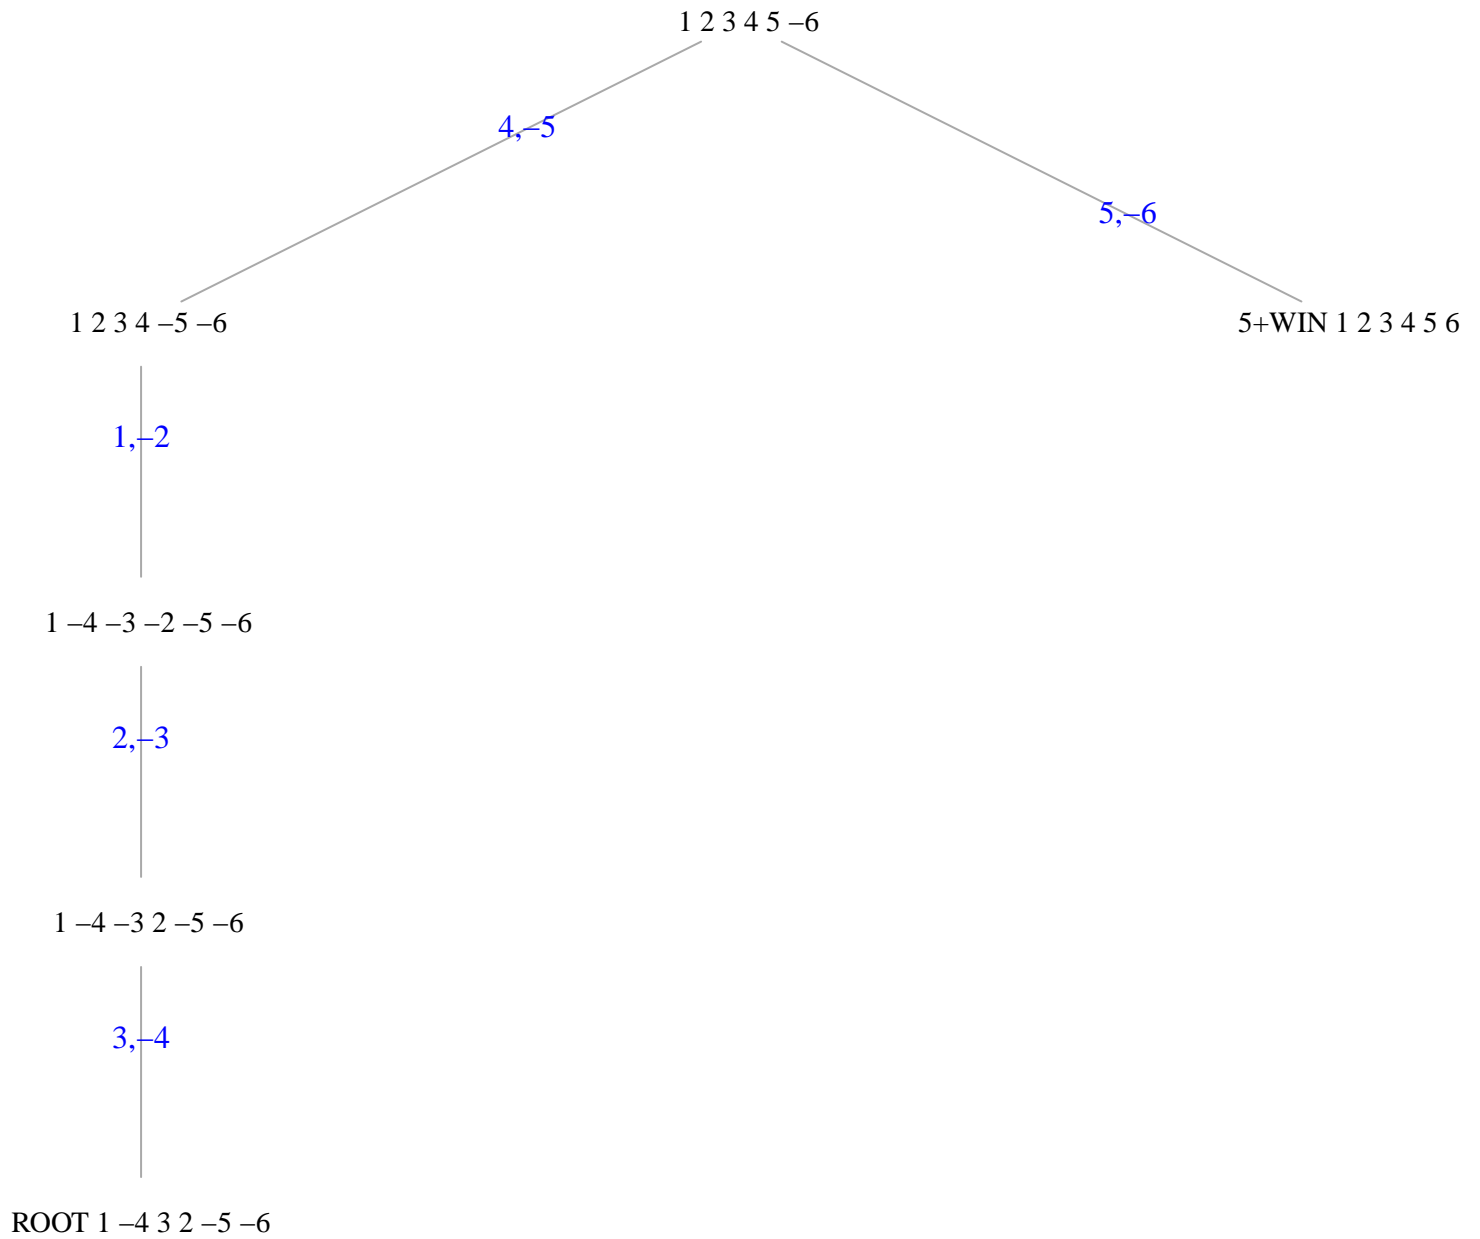 1 2 3 4 5 –6
4,–5
5,–6
1 2 3 4 –5 –6
5+WIN 1 2 3 4 5 6
1,–2
1 –4 –3 –2 –5 –6
2,–3
1 –4 –3 2 –5 –6
3,–4
ROOT 1 –4 3 2 –5 –6